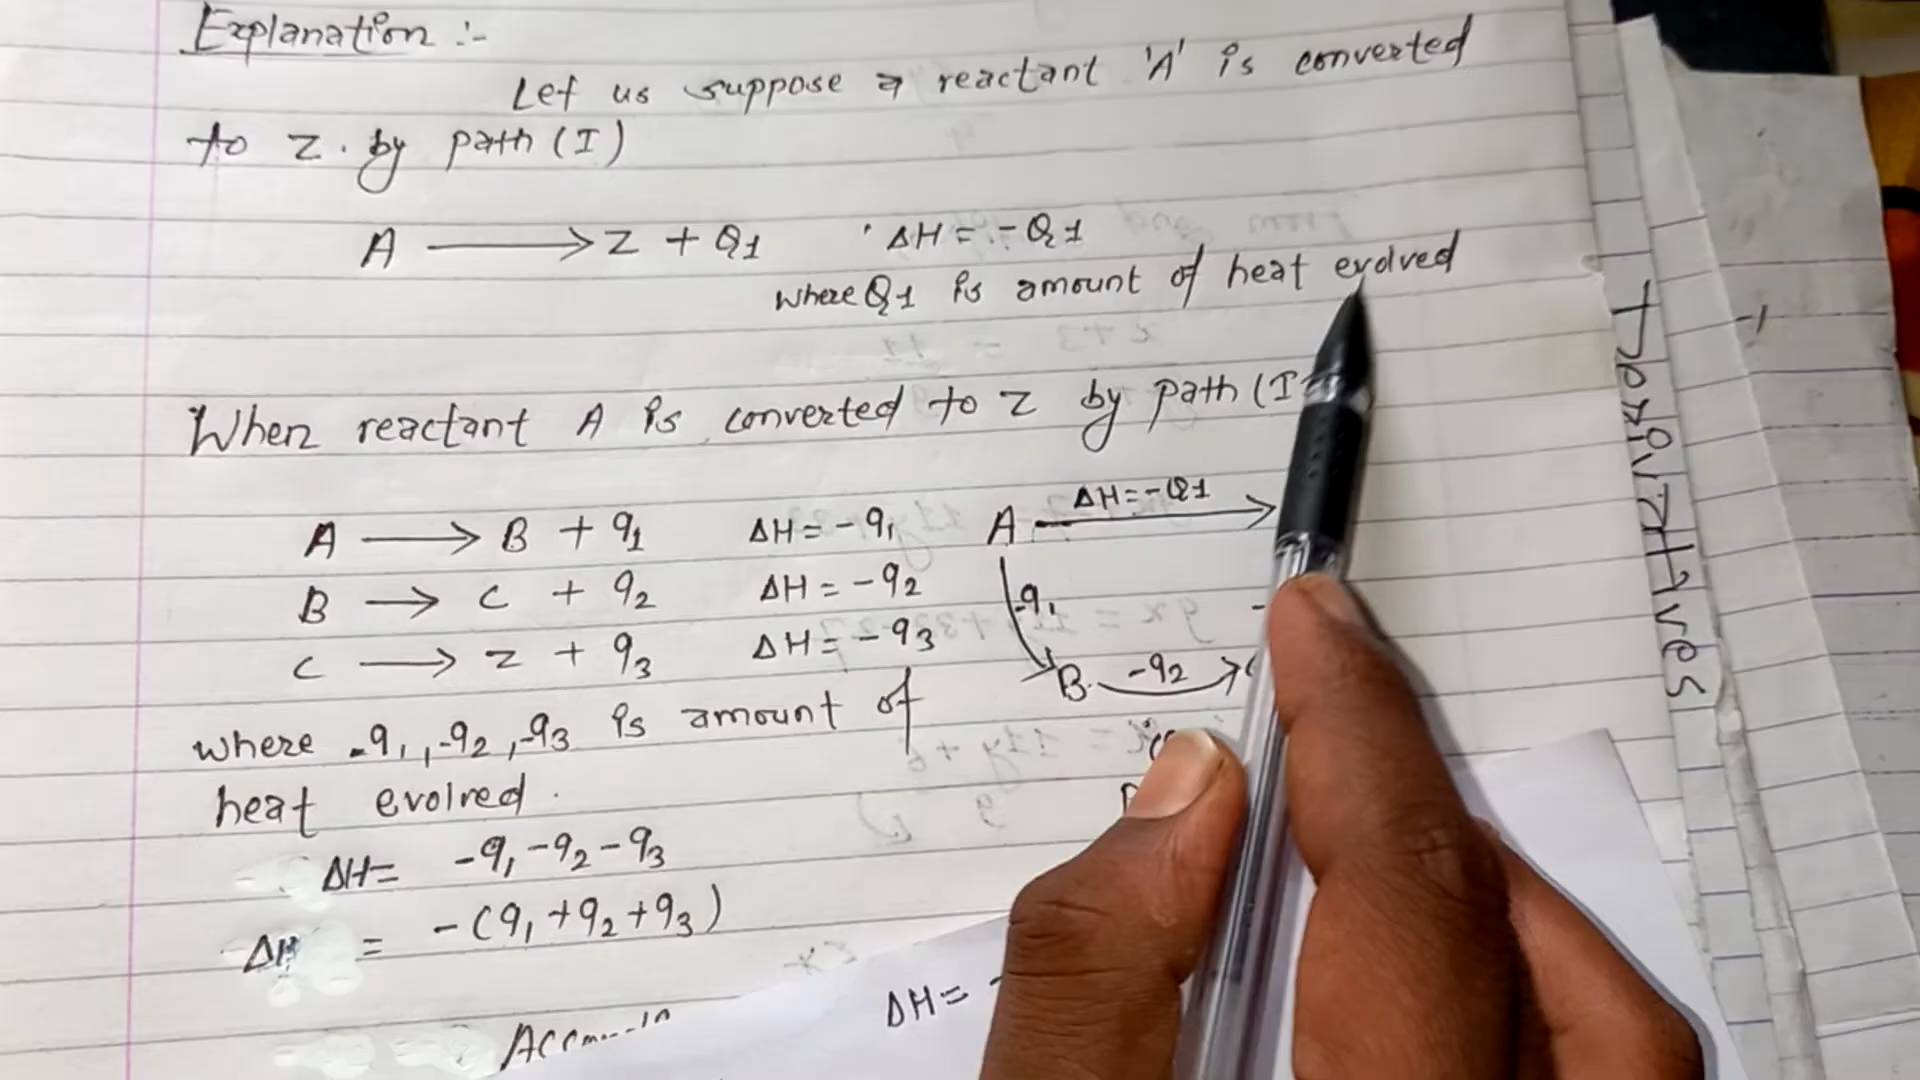 Explanation :-
Let us suppose a reactant 'A' is converted
to Z. by path (I)
A ⟶ Z + Q1 ΔH = -Q1
where Q1 is amount of heat evolved
When reactant A is converted to Z by path (I
A ⟶ B + q1 ΔH = -q1
B ⟶ C + q2 ΔH = -q2
C ⟶ Z + q3 ΔH = -q3
where -q1, -q2, -q3 is amount of
heat evolved.
ΔH = -q1 -q2 -q3
ΔH = -(q1 + q2 + q3)
A ΔH = -Q1 ⟶
-q1
B -q2 ⟶
ΔH =